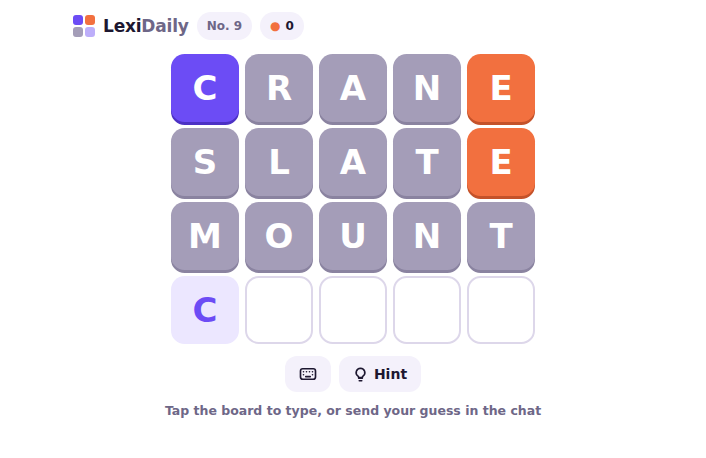 LexiDaily No. 9 0
C R A N E
S L A T E
M O U N T
C
Hint
Tap the board to type, or send your guess in the chat